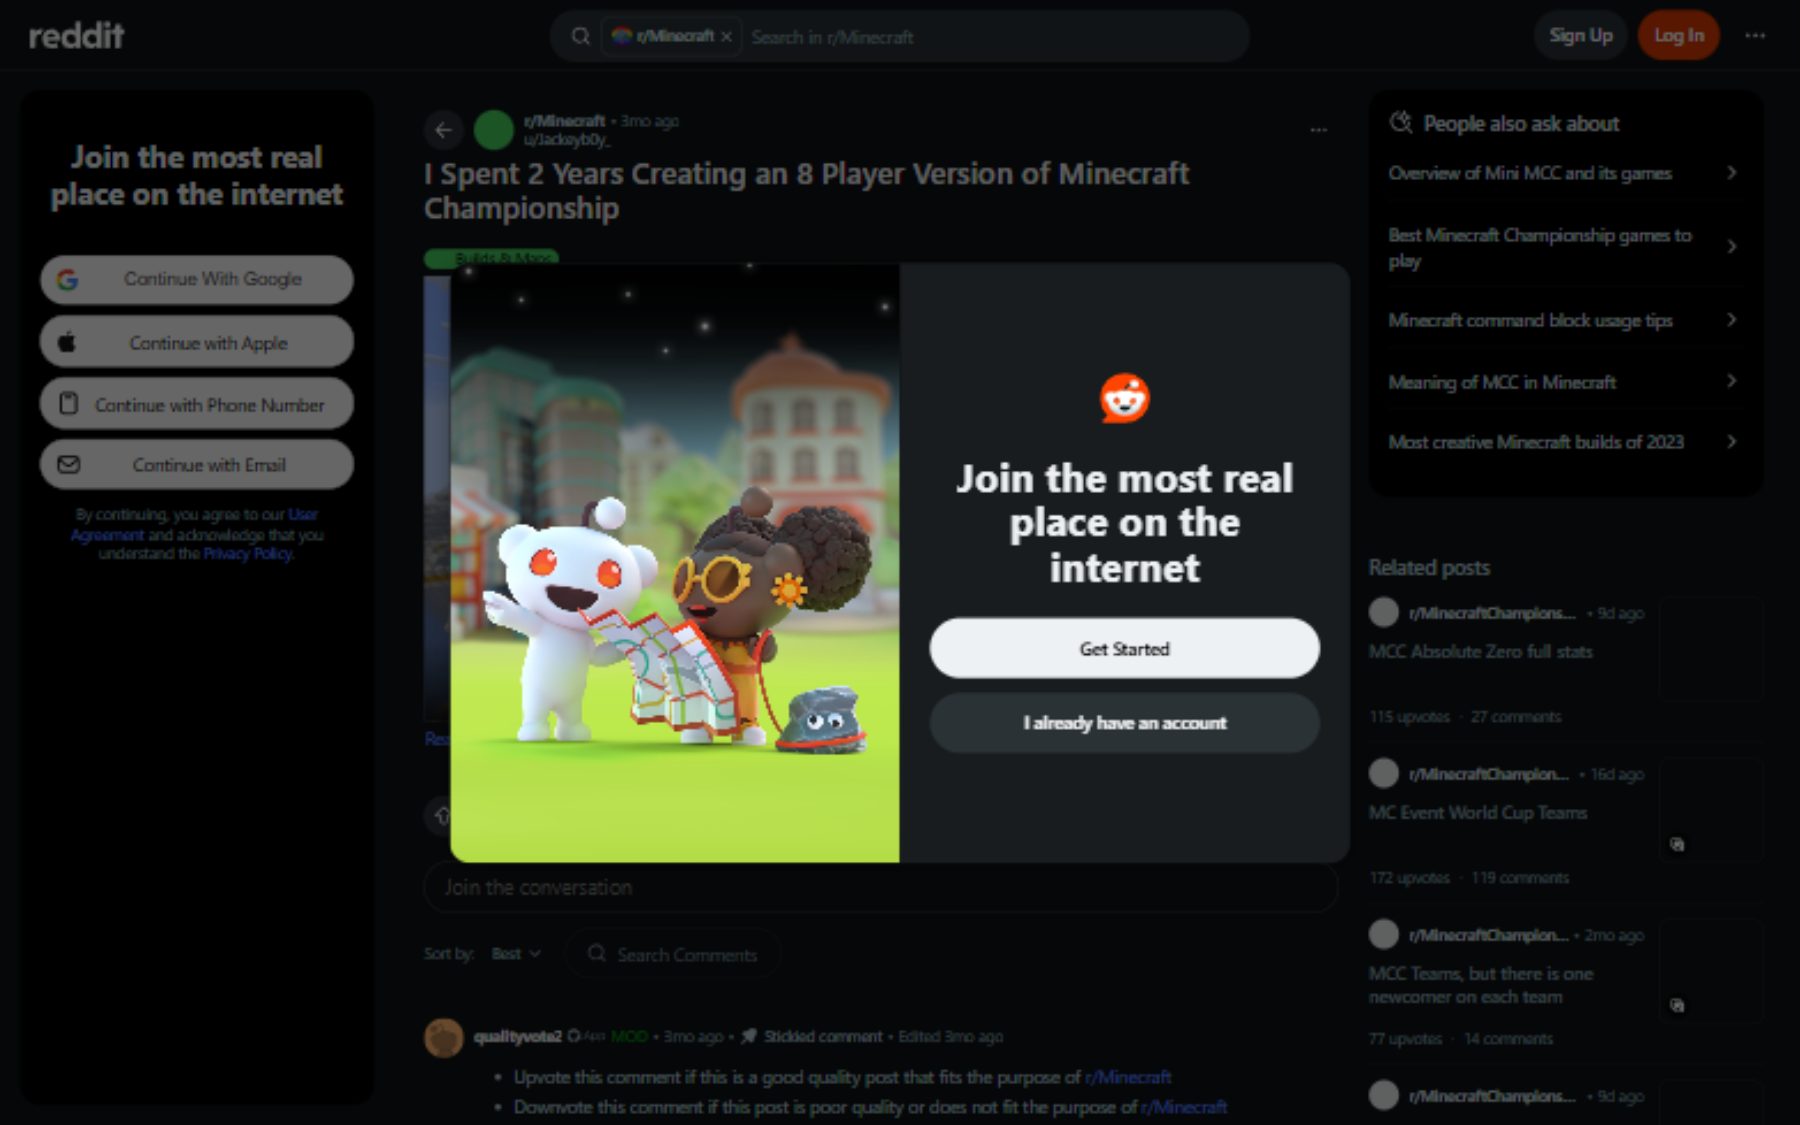 reddit
r/Minecraft
Search in r/Minecraft
Sign Up
Log In
Join the most real
place on the internet
Continue With Google
Continue with Apple
Continue with Phone Number
Continue with Email
By continuing, you agree to our User
Agreement and acknowledge that you
understand the Privacy Policy.
r/Minecraft • 3mo ago
u/Jackeyb0y_
I Spent 2 Years Creating an 8 Player Version of Minecraft
Championship
Builds & Maps
Join the most real
place on the
internet
Get Started
I already have an account
Join the conversation
Sort by: Best
Search Comments
qualityvote2 App MOD • 3mo ago • Stickied comment • Edited 3mo ago
• Upvote this comment if this is a good quality post that fits the purpose of r/Minecraft
• Downvote this comment if this post is poor quality or does not fit the purpose of r/Minecraft
People also ask about
Overview of Mini MCC and its games
Best Minecraft Championship games to
play
Minecraft command block usage tips
Meaning of MCC in Minecraft
Most creative Minecraft builds of 2023
Related posts
r/MinecraftChampions... • 9d ago
MCC Absolute Zero full stats
115 upvotes · 27 comments
r/MinecraftChampion... • 16d ago
MC Event World Cup Teams
172 upvotes · 119 comments
r/MinecraftChampion... • 2mo ago
MCC Teams, but there is one
newcomer on each team
77 upvotes · 14 comments
r/MinecraftChampions... • 9d ago